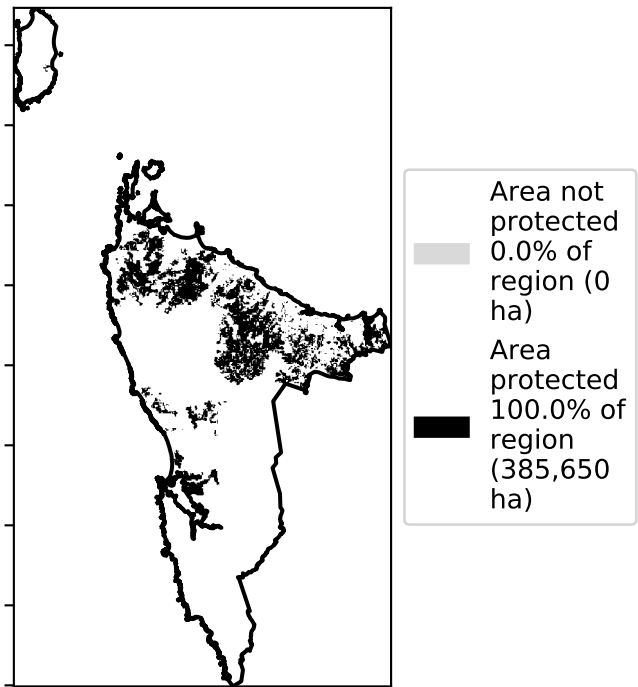 Area not
protected
0.0% of
region (0
ha)
Area
protected
100.0% of
region
(385,650
ha)